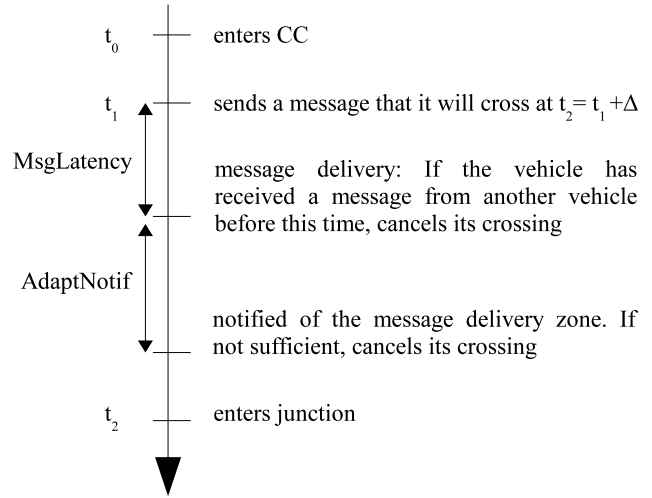 t0 enters CC
t1 sends a message that it will cross at t2= t1+Δ
MsgLatency
message delivery: If the vehicle has
received a message from another vehicle
before this time, cancels its crossing
AdaptNotif
notified of the message delivery zone. If
not sufficient, cancels its crossing
t2 enters junction